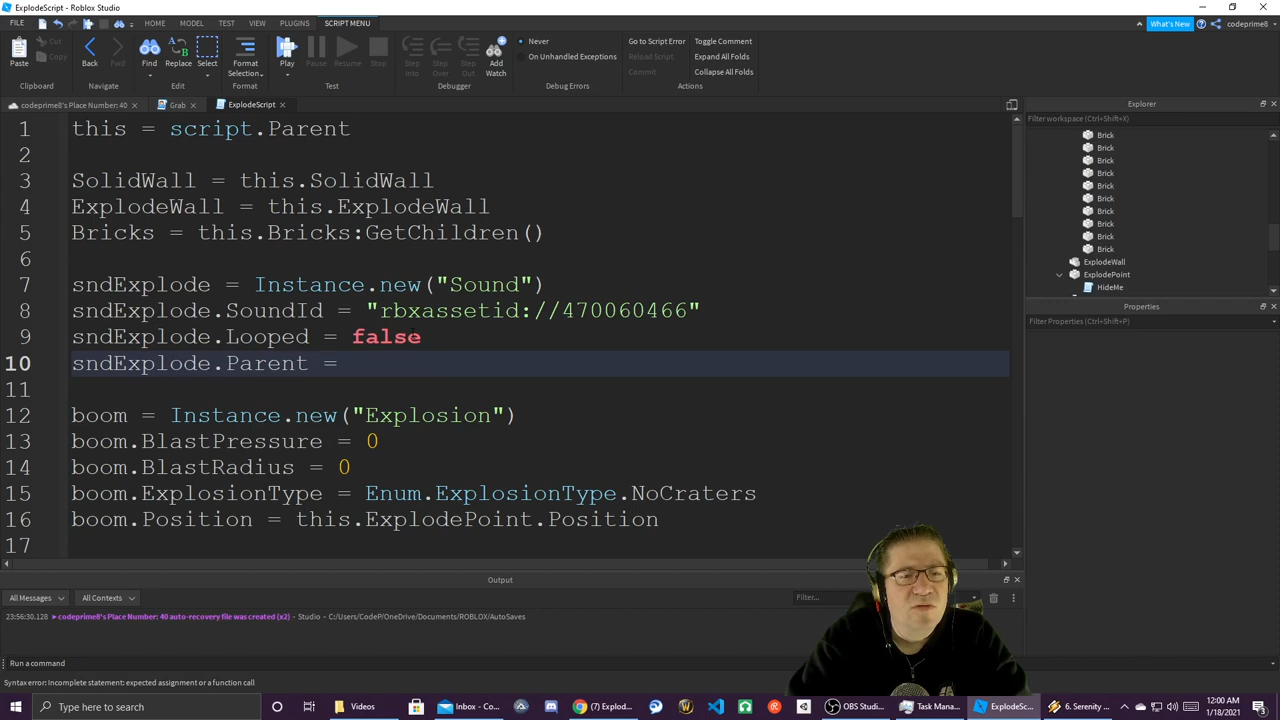 ExplodeScript - Roblox Studio
FILE HOME MODEL TEST VIEW PLUGINS SCRIPT MENU What's New codeprime8
Paste Cut Copy Back Fwd Find Replace Select Format Selection Play Pause Resume Stop Step Into Step Over Step Out Add Watch Never On Unhandled Exceptions Go to Script Error Reload Script Commit Toggle Comment Expand All Folds Collapse All Folds
Clipboard Navigate Edit Format Test Debugger Debug Errors Actions
codeprime8's Place Number: 40 Grab ExplodeScript Explorer
Filter workspace (Ctrl+Shift+X)
1 this = script.Parent
2
3 SolidWall = this.SolidWall
4 ExplodeWall = this.ExplodeWall
5 Bricks = this.Bricks:GetChildren()
6
7 sndExplode = Instance.new("Sound")
8 sndExplode.SoundId = "rbxassetid://470060466"
9 sndExplode.Looped = false
10 sndExplode.Parent =
11
12 boom = Instance.new("Explosion")
13 boom.BlastPressure = 0
14 boom.BlastRadius = 0
15 boom.ExplosionType = Enum.ExplosionType.NoCraters
16 boom.Position = this.ExplodePoint.Position
17
Brick
Brick
Brick
Brick
Brick
Brick
Brick
Brick
Brick
Brick
ExplodeWall
ExplodePoint
HideMe
Properties
Filter Properties (Ctrl+Shift+P)
Output
All Messages All Contexts Filter...
23:56:30.128 codeprime8's Place Number: 40 auto-recovery file was created (x2) - Studio - C:/Users/CodeP/OneDrive/Documents/ROBLOX/AutoSaves
Run a command
Syntax error: Incomplete statement: expected assignment or a function call
Type here to search Videos Inbox - Co... (7) Explod... OBS Studi... Task Mana... ExplodeSc... 6. Serenity ... 12:00 AM
1/18/2021